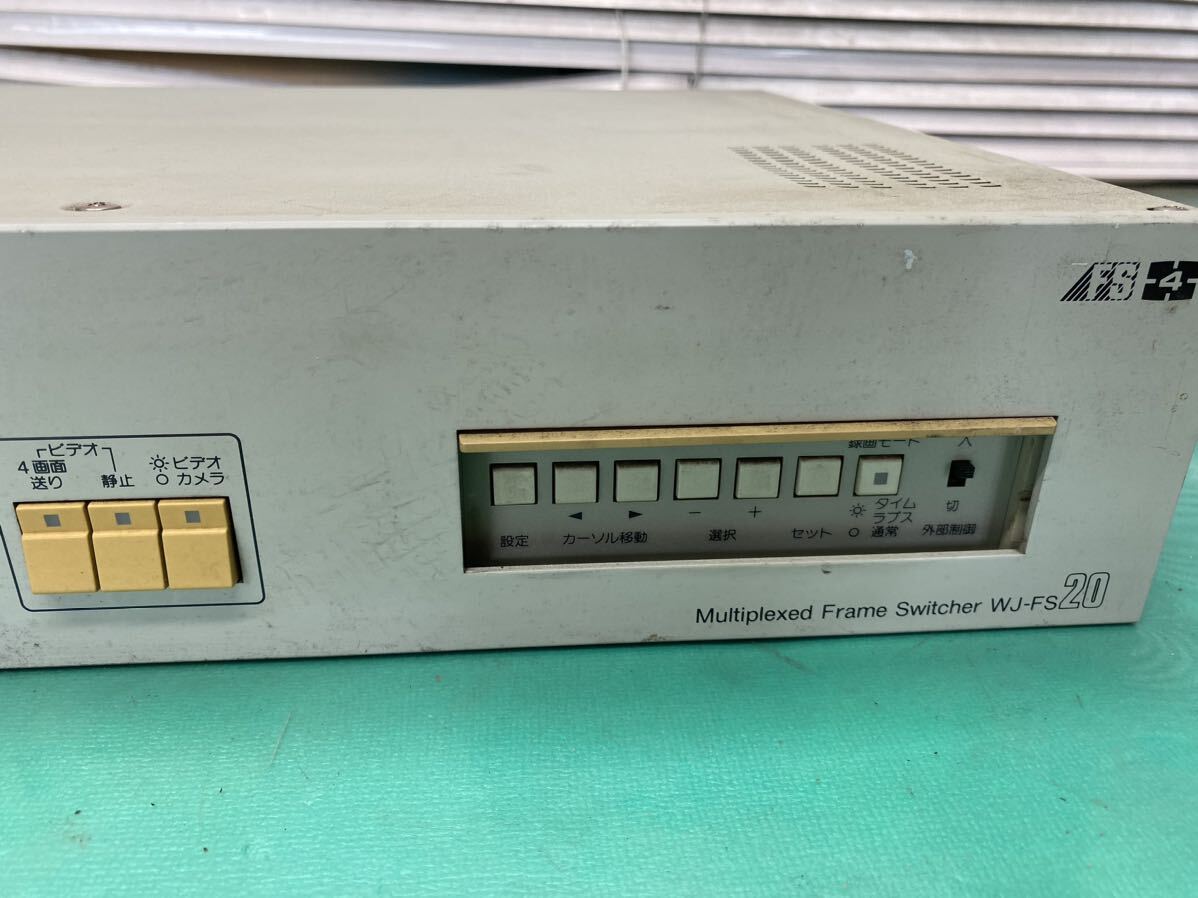 FS -4-
ビデオ
4画面
送り
静止
ビデオ
カメラ
録画モード
入
◄ ► − +
タイム
ラプス
通常
切
設定 カーソル移動 選択 セット 外部制御
Multiplexed Frame Switcher WJ-FS20